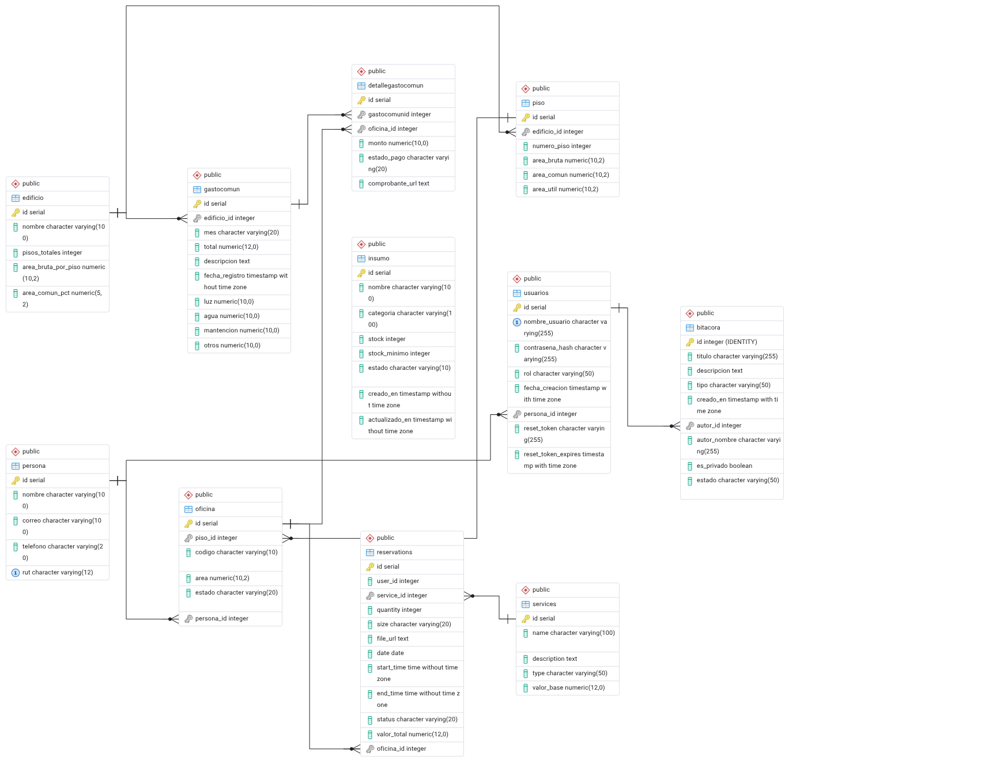 public
detallegastocomun
id serial
gastocomunid integer
oficina_id integer
monto numeric(10,0)
estado_pago character varyi
ng(20)
comprobante_url text
public
piso
id serial
edificio_id integer
numero_piso integer
area_bruta numeric(10,2)
area_comun numeric(10,2)
area_util numeric(10,2)
public
edificio
id serial
nombre character varying(10
0)
pisos_totales integer
area_bruta_por_piso numeric
(10,2)
area_comun_pct numeric(5,
2)
public
gastocomun
id serial
edificio_id integer
mes character varying(20)
total numeric(12,0)
descripcion text
fecha_registro timestamp wit
hout time zone
luz numeric(10,0)
agua numeric(10,0)
mantencion numeric(10,0)
otros numeric(10,0)
public
insumo
id serial
nombre character varying(10
0)
categoria character varying(1
00)
stock integer
stock_minimo integer
estado character varying(10)
creado_en timestamp withou
t time zone
actualizado_en timestamp wi
thout time zone
public
usuarios
id serial
1
nombre_usuario character va
rying(255)
contrasena_hash character v
arying(255)
rol character varying(50)
fecha_creacion timestamp w
ith time zone
persona_id integer
reset_token character varyin
g(255)
reset_token_expires timesta
mp with time zone
public
bitacora
id integer (IDENTITY)
titulo character varying(255)
descripcion text
tipo character varying(50)
creado_en timestamp with ti
me zone
autor_id integer
autor_nombre character varyi
ng(255)
es_privado boolean
estado character varying(50)
public
persona
id serial
nombre character varying(10
0)
correo character varying(10
0)
telefono character varying(2
0)
1
rut character varying(12)
public
oficina
id serial
piso_id integer
codigo character varying(10)
area numeric(10,2)
estado character varying(20)
persona_id integer
public
reservations
id serial
user_id integer
service_id integer
quantity integer
size character varying(20)
file_url text
date date
start_time time without time
zone
end_time time without time z
one
status character varying(20)
valor_total numeric(12,0)
oficina_id integer
public
services
id serial
name character varying(100)
description text
type character varying(50)
valor_base numeric(12,0)